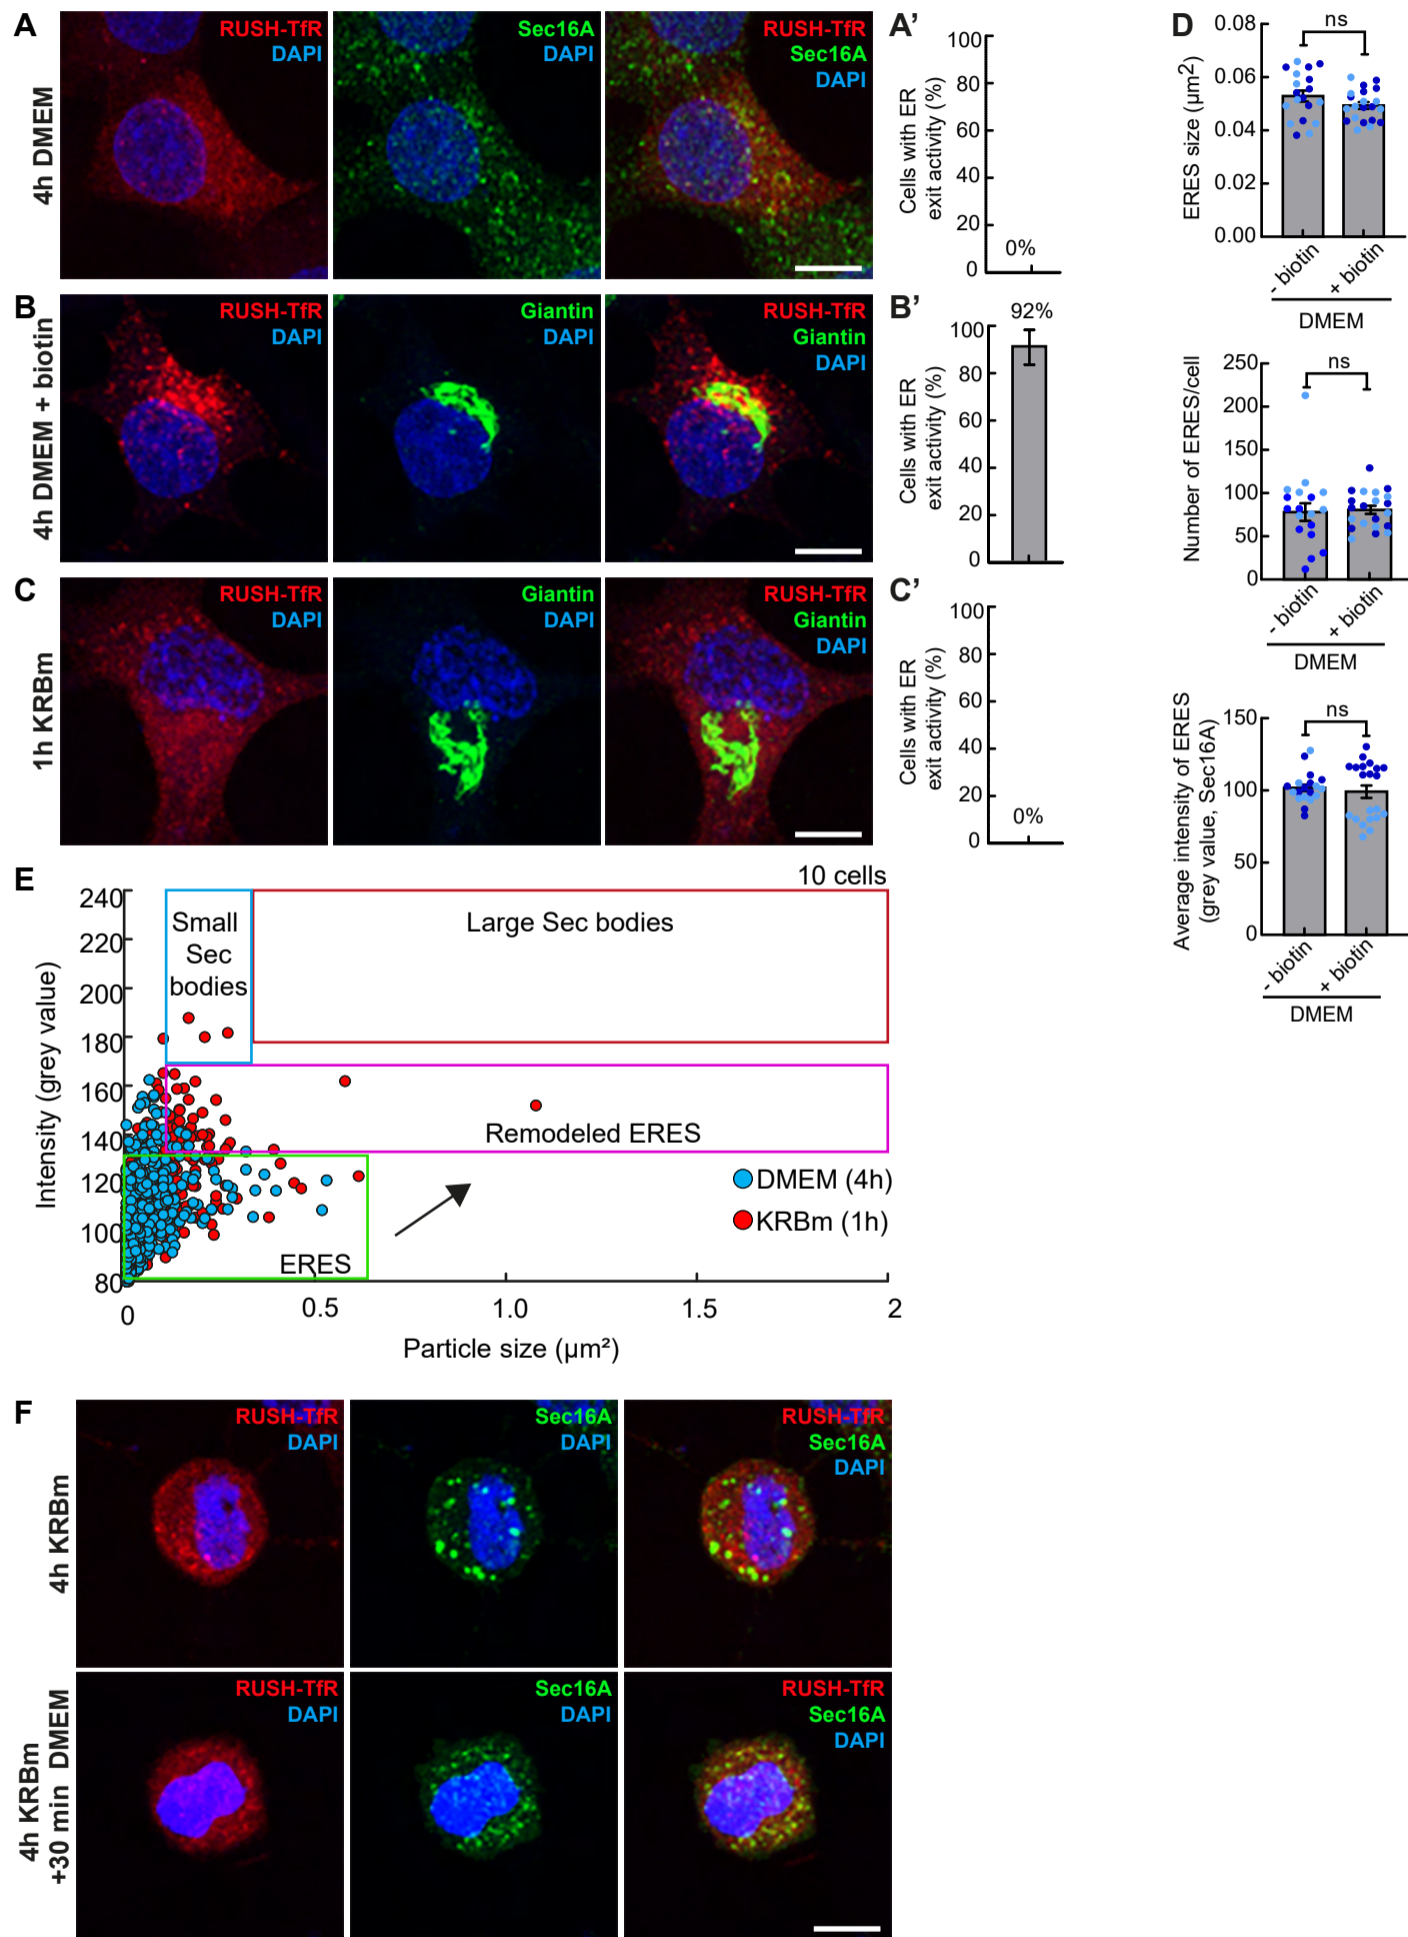 A
4h DMEM
RUSH-TfR
DAPI
Sec16A
DAPI
RUSH-TfR
Sec16A
DAPI
A'
Cells with ER
exit activity (%)
100
80
60
40
20
0
0%
B
4h DMEM + biotin
RUSH-TfR
DAPI
Giantin
DAPI
RUSH-TfR
Giantin
DAPI
B'
Cells with ER
exit activity (%)
92%
100
80
60
40
20
0
C
1h KRBm
RUSH-TfR
DAPI
Giantin
DAPI
RUSH-TfR
Giantin
DAPI
C'
Cells with ER
exit activity (%)
100
80
60
40
20
0
0%
D
ERES size (µm²)
0.08
0.06
0.04
0.02
0.00
ns
- biotin
+ biotin
DMEM
Number of ERES/cell
250
200
150
100
50
0
ns
- biotin
+ biotin
DMEM
Average intensity of ERES
(grey value, Sec16A)
150
100
50
0
ns
- biotin
+ biotin
DMEM
E
10 cells
Intensity (grey value)
240
220
200
180
160
140
120
100
80
Small
Sec
bodies
Large Sec bodies
Remodeled ERES
DMEM (4h)
KRBm (1h)
ERES
0
0.5
1.0
1.5
2
Particle size (µm²)
F
4h KRBm
RUSH-TfR
DAPI
Sec16A
DAPI
RUSH-TfR
Sec16A
DAPI
4h KRBm
+30 min DMEM
RUSH-TfR
DAPI
Sec16A
DAPI
RUSH-TfR
Sec16A
DAPI